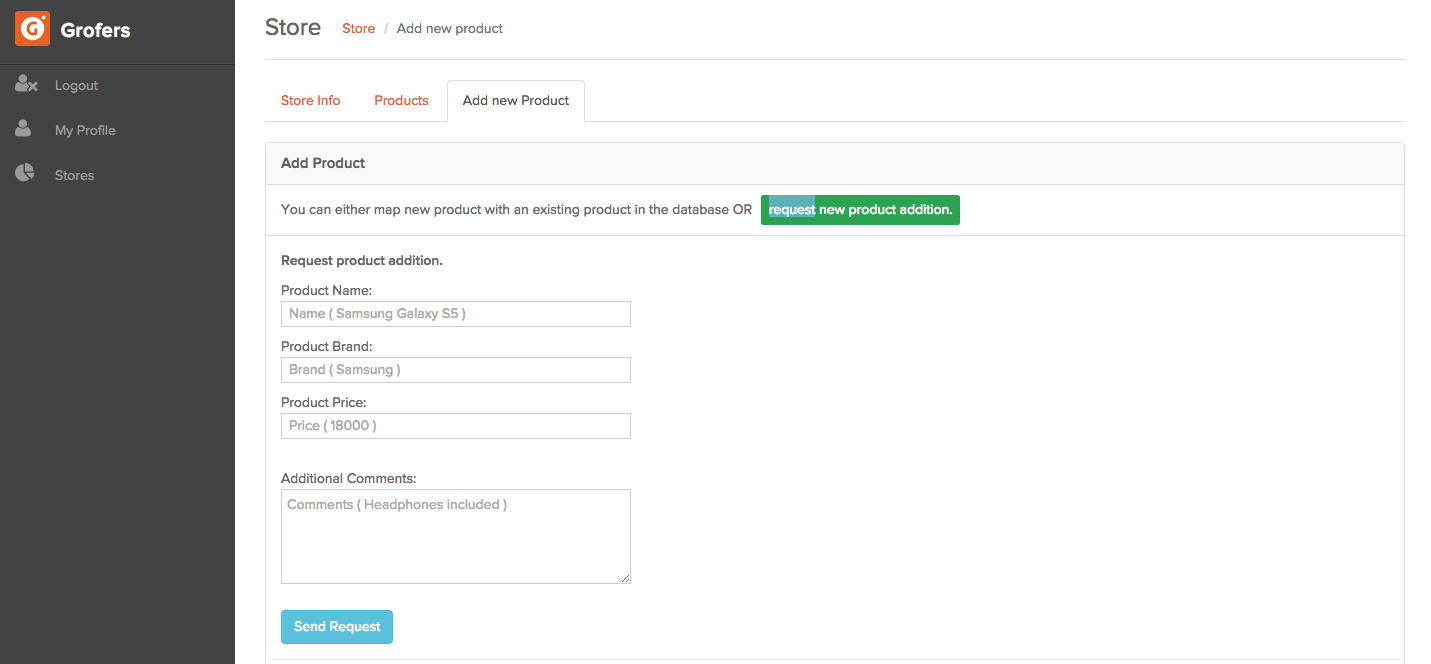 Grofers
Logout
My Profile
Stores
Store Store / Add new product
Store Info Products Add new Product
Add Product
You can either map new product with an existing product in the database OR request new product addition.
Request product addition.
Product Name:
Name ( Samsung Galaxy S5 )
Product Brand:
Brand ( Samsung )
Product Price:
Price ( 18000 )
Additional Comments:
Comments ( Headphones included )
Send Request